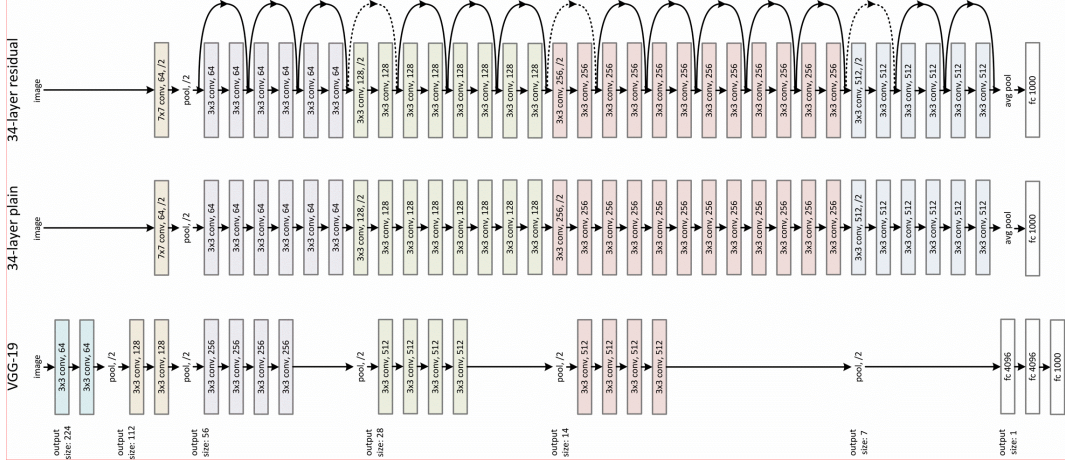 VGG-19
image
3x3 conv, 64
3x3 conv, 64
pool, /2
3x3 conv, 128
3x3 conv, 128
pool, /2
3x3 conv, 256
3x3 conv, 256
3x3 conv, 256
3x3 conv, 256
pool, /2
3x3 conv, 512
3x3 conv, 512
3x3 conv, 512
3x3 conv, 512
pool, /2
3x3 conv, 512
3x3 conv, 512
3x3 conv, 512
3x3 conv, 512
pool, /2
fc 4096
fc 4096
fc 1000
output
size: 224
output
size: 112
output
size: 56
output
size: 28
output
size: 14
output
size: 7
output
size: 1
34-layer plain
image
7x7 conv, 64, /2
pool, /2
3x3 conv, 64
3x3 conv, 64
3x3 conv, 64
3x3 conv, 64
3x3 conv, 64
3x3 conv, 64
3x3 conv, 128, /2
3x3 conv, 128
3x3 conv, 128
3x3 conv, 128
3x3 conv, 128
3x3 conv, 128
3x3 conv, 128
3x3 conv, 128
3x3 conv, 256, /2
3x3 conv, 256
3x3 conv, 256
3x3 conv, 256
3x3 conv, 256
3x3 conv, 256
3x3 conv, 256
3x3 conv, 256
3x3 conv, 256
3x3 conv, 256
3x3 conv, 256
3x3 conv, 256
3x3 conv, 512, /2
3x3 conv, 512
3x3 conv, 512
3x3 conv, 512
3x3 conv, 512
3x3 conv, 512
avg pool
fc 1000
34-layer residual
image
7x7 conv, 64, /2
pool, /2
3x3 conv, 64
3x3 conv, 64
3x3 conv, 64
3x3 conv, 64
3x3 conv, 64
3x3 conv, 64
3x3 conv, 128, /2
3x3 conv, 128
3x3 conv, 128
3x3 conv, 128
3x3 conv, 128
3x3 conv, 128
3x3 conv, 128
3x3 conv, 128
3x3 conv, 256, /2
3x3 conv, 256
3x3 conv, 256
3x3 conv, 256
3x3 conv, 256
3x3 conv, 256
3x3 conv, 256
3x3 conv, 256
3x3 conv, 256
3x3 conv, 256
3x3 conv, 256
3x3 conv, 256
3x3 conv, 512, /2
3x3 conv, 512
3x3 conv, 512
3x3 conv, 512
3x3 conv, 512
3x3 conv, 512
avg pool
fc 1000